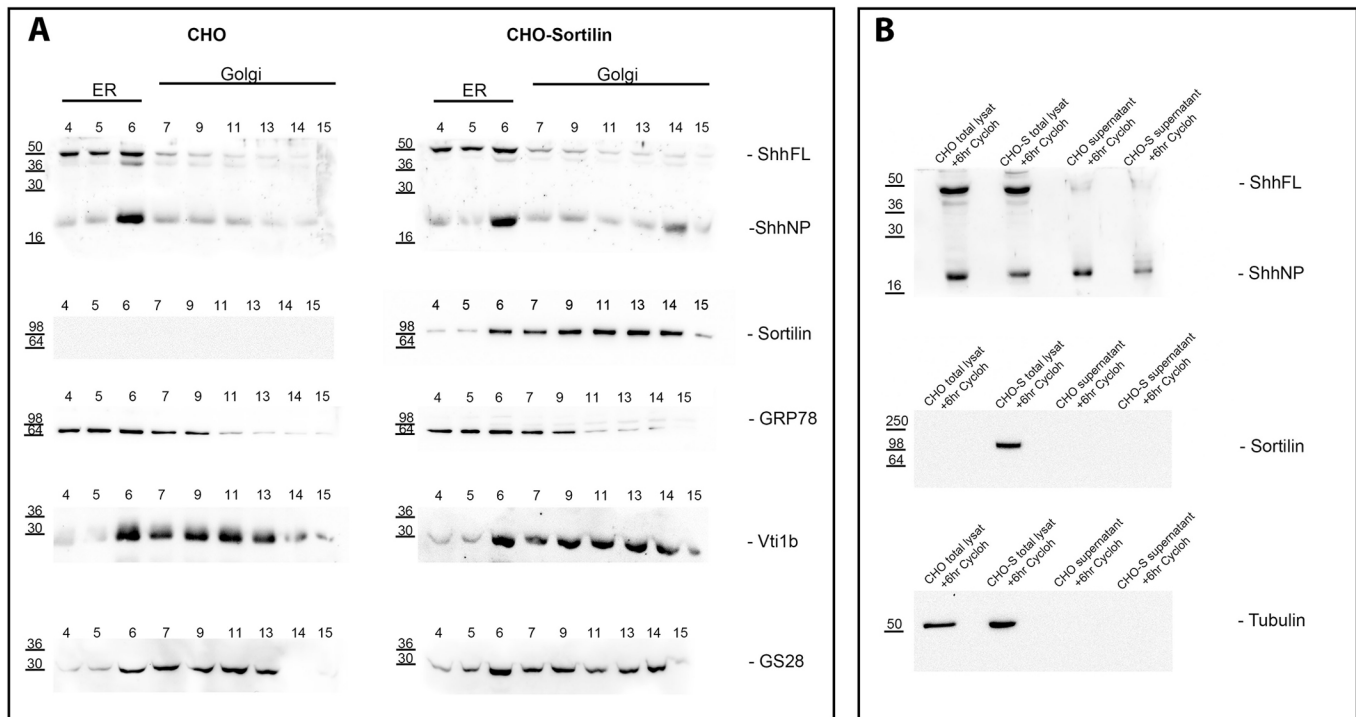 A
CHO
CHO-Sortilin
ER
Golgi
ER
Golgi
4 5 6 7 9 11 13 14 15
4 5 6 7 9 11 13 14 15
50
36
30
16
50
36
30
16
- ShhFL
-ShhNP
4 5 6 7 9 11 13 14 15
4 5 6 7 9 11 13 14 15
98
64
98
64
- Sortilin
4 5 6 7 9 11 13 14 15
4 5 6 7 9 11 13 14 15
98
64
98
64
- GRP78
4 5 6 7 9 11 13 14 15
4 5 6 7 9 11 13 14 15
36
30
36
30
- Vti1b
4 5 6 7 9 11 13 14 15
4 5 6 7 9 11 13 14 15
36
30
36
30
- GS28
B
CHO total lysat
+6hr Cycloh
CHO-S total lysat
+6hr Cycloh
CHO supernatant
+6hr Cycloh
CHO-S supernatant
+6hr Cycloh
50
36
30
16
- ShhFL
- ShhNP
CHO total lysat
+6hr Cycloh
CHO-S total lysat
+6hr Cycloh
CHO supernatant
+6hr Cycloh
CHO-S supernatant
+6hr Cycloh
250
98
64
- Sortilin
CHO total lysat
+6hr Cycloh
CHO-S total lysat
+6hr Cycloh
CHO supernatant
+6hr Cycloh
CHO-S supernatant
+6hr Cycloh
50
- Tubulin